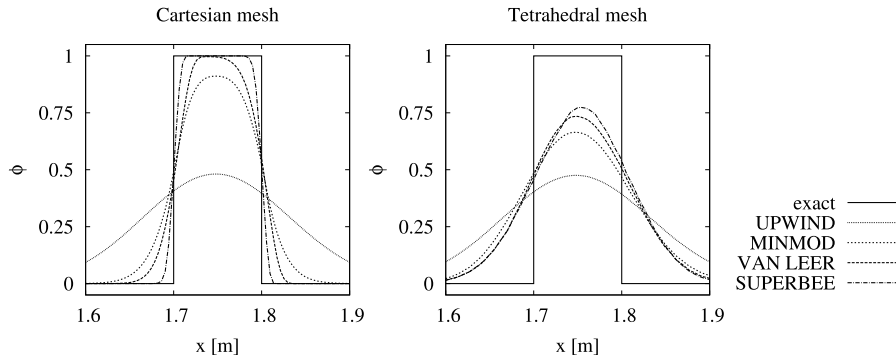 Cartesian mesh
1
0.75
0.5
0.25
0
ϕ
1.6
1.7
1.8
1.9
x [m]
Tetrahedral mesh
1
0.75
0.5
0.25
0
ϕ
1.6
1.7
1.8
1.9
x [m]
exact
UPWIND
MINMOD
VAN LEER
SUPERBEE